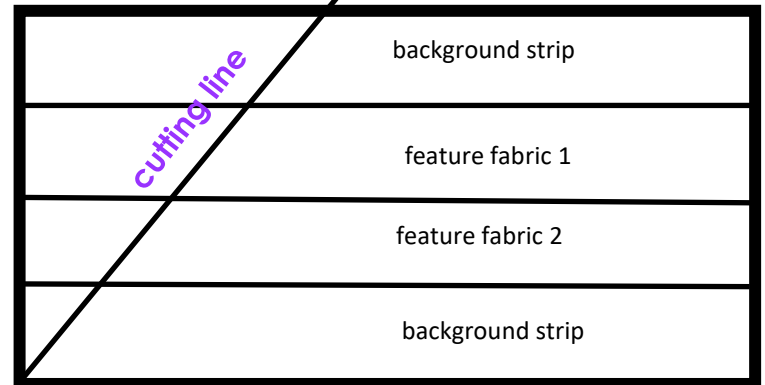 background strip
cutting line
feature fabric 1
feature fabric 2
background strip